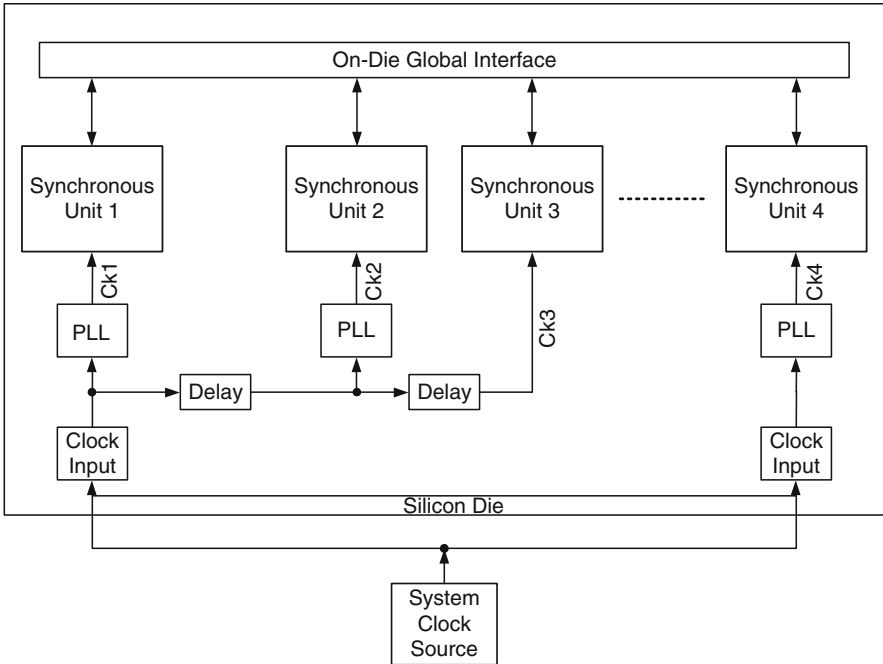 On-Die Global Interface
Synchronous
Unit 1
Synchronous
Unit 2
Synchronous
Unit 3
Synchronous
Unit 4
Ck1
Ck2
Ck3
Ck4
PLL
PLL
PLL
Delay
Delay
Clock
Input
Clock
Input
Silicon Die
System
Clock
Source